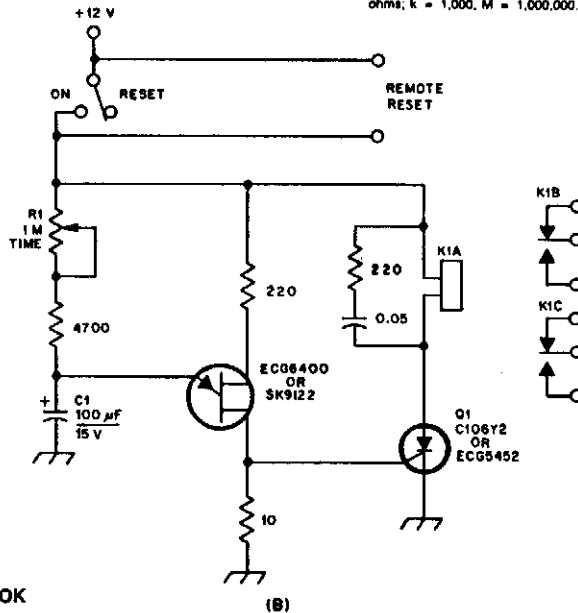 ohms; k = 1,000, M = 1,000,000.
+12 V
ON
RESET
REMOTE
RESET
R1
1 M
TIME
220
4700
220
0.05
K1A
K1B
K1C
ECG6400
OR
SK9122
+
C1
100 µF
15 V
Q1
C106Y2
OR
ECG5452
10
OK
(B)